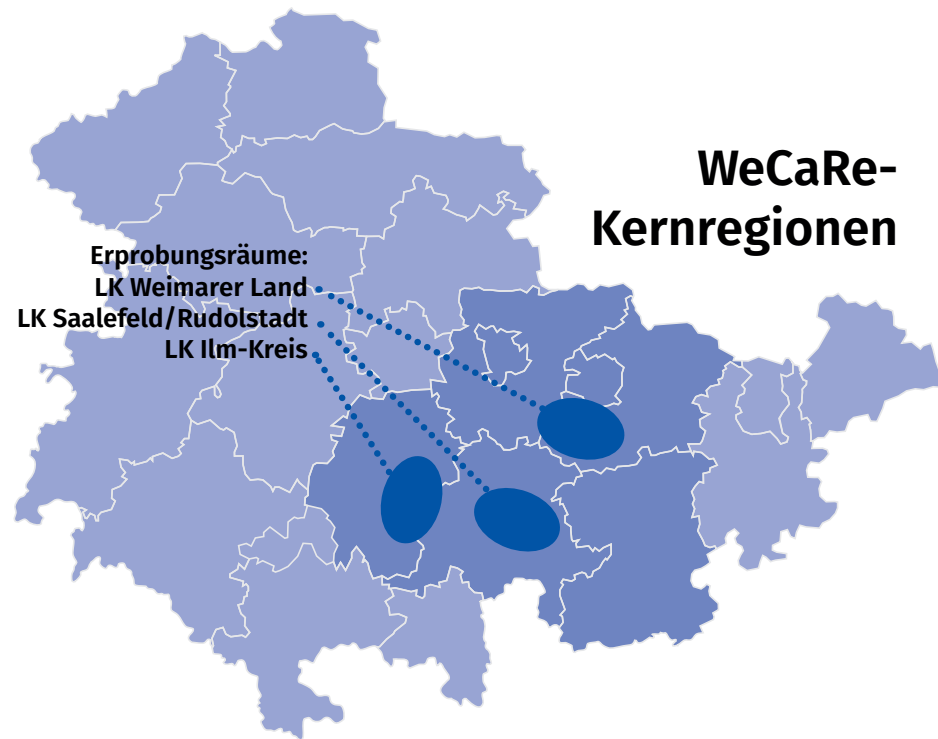 WeCaRe-
Kernregionen
Erprobungsräume:
LK Weimarer Land
LK Saalefeld/Rudolstadt
LK Ilm-Kreis